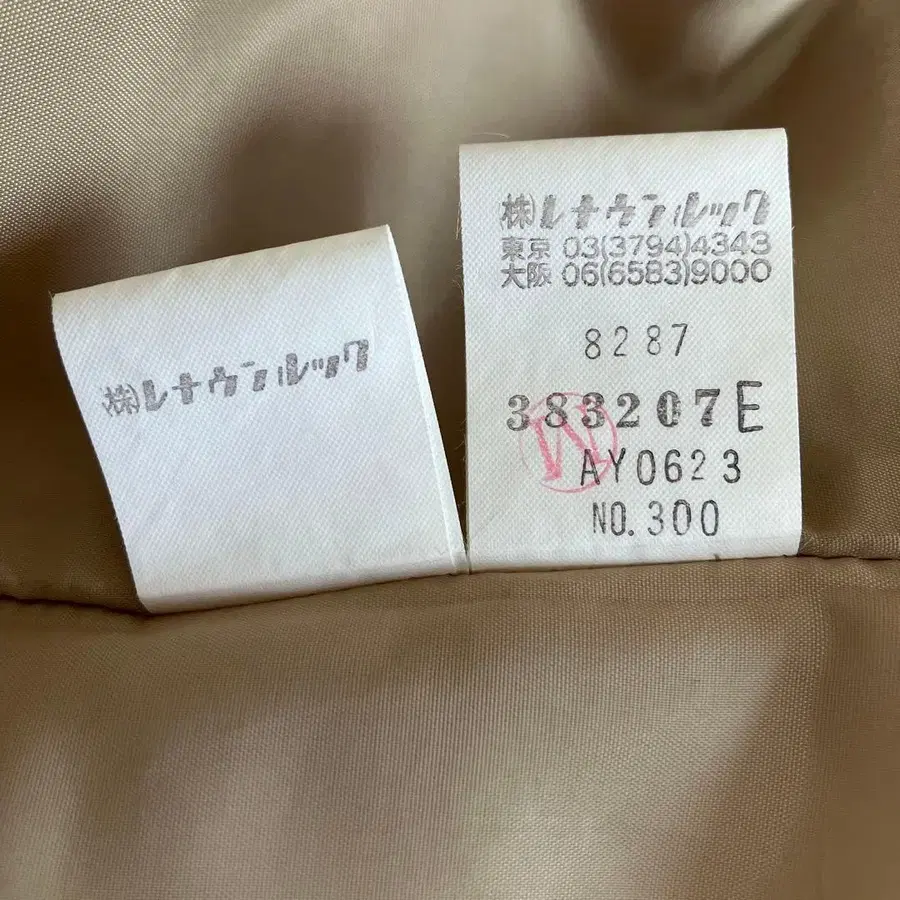 (株)レナウンルック
(株)レナウンルック
東京 03(3794)4343
大阪 06(6583)9000
8287
383207E
M
AY0623
NO.300